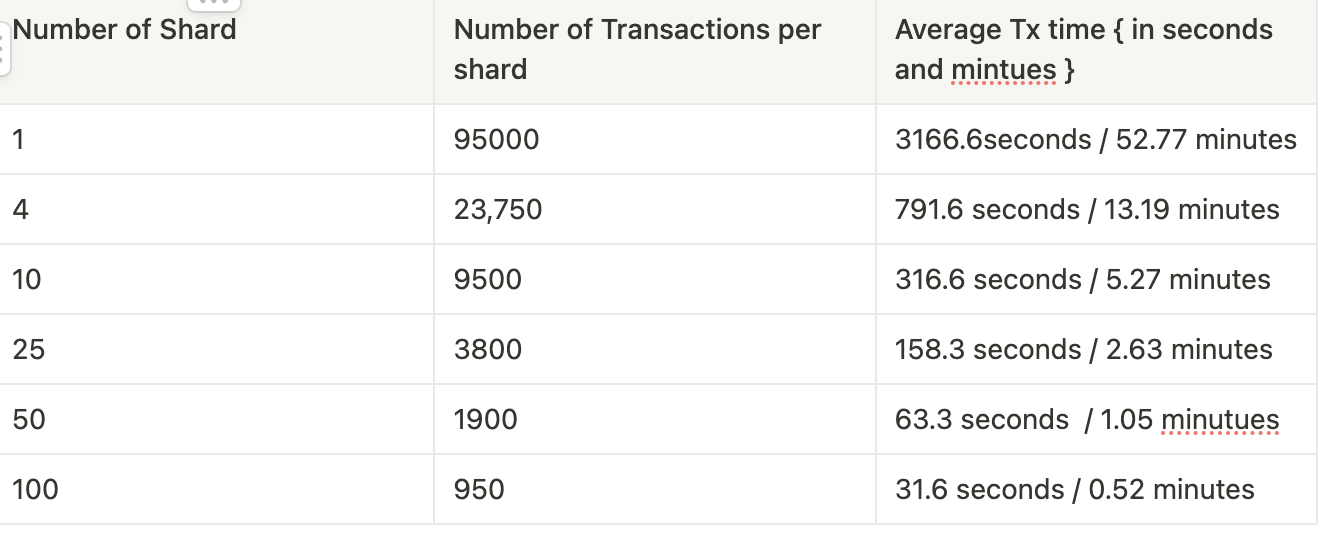 Number of Shard
Number of Transactions per
shard
Average Tx time { in seconds
and mintues }
1
95000
3166.6seconds / 52.77 minutes
4
23,750
791.6 seconds / 13.19 minutes
10
9500
316.6 seconds / 5.27 minutes
25
3800
158.3 seconds / 2.63 minutes
50
1900
63.3 seconds  / 1.05 minutues
100
950
31.6 seconds / 0.52 minutes